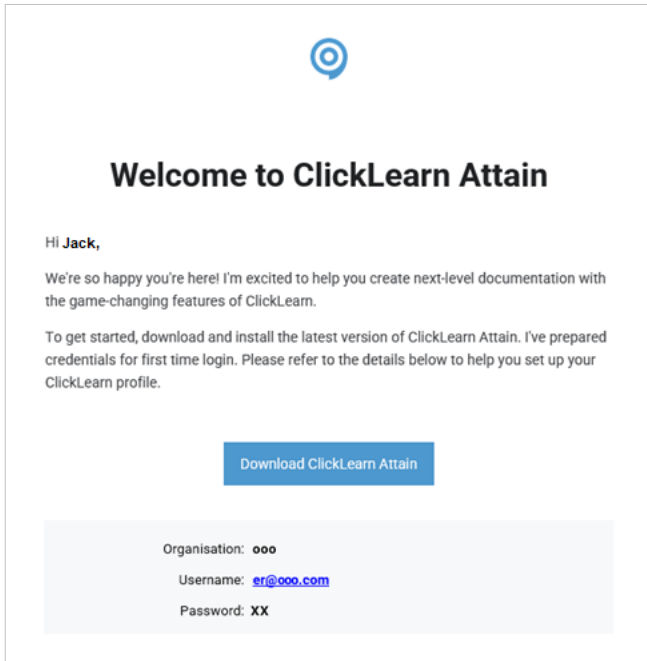 Welcome to ClickLearn Attain
Hi Jack,
We're so happy you're here! I'm excited to help you create next-level documentation with
the game-changing features of ClickLearn.
To get started, download and install the latest version of ClickLearn Attain. I've prepared
credentials for first time login. Please refer to the details below to help you set up your
ClickLearn profile.
Download ClickLearn Attain
Organisation: ooo
Username: er@ooo.com
Password: XX